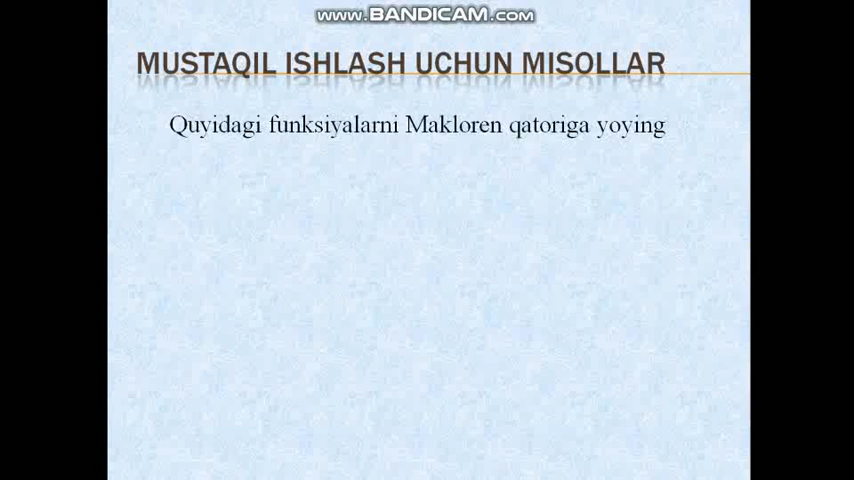 www.BANDICAM.com
MUSTAQIL ISHLASH UCHUN MISOLLAR
Quyidagi funksiyalarni Makloren qatoriga yoying